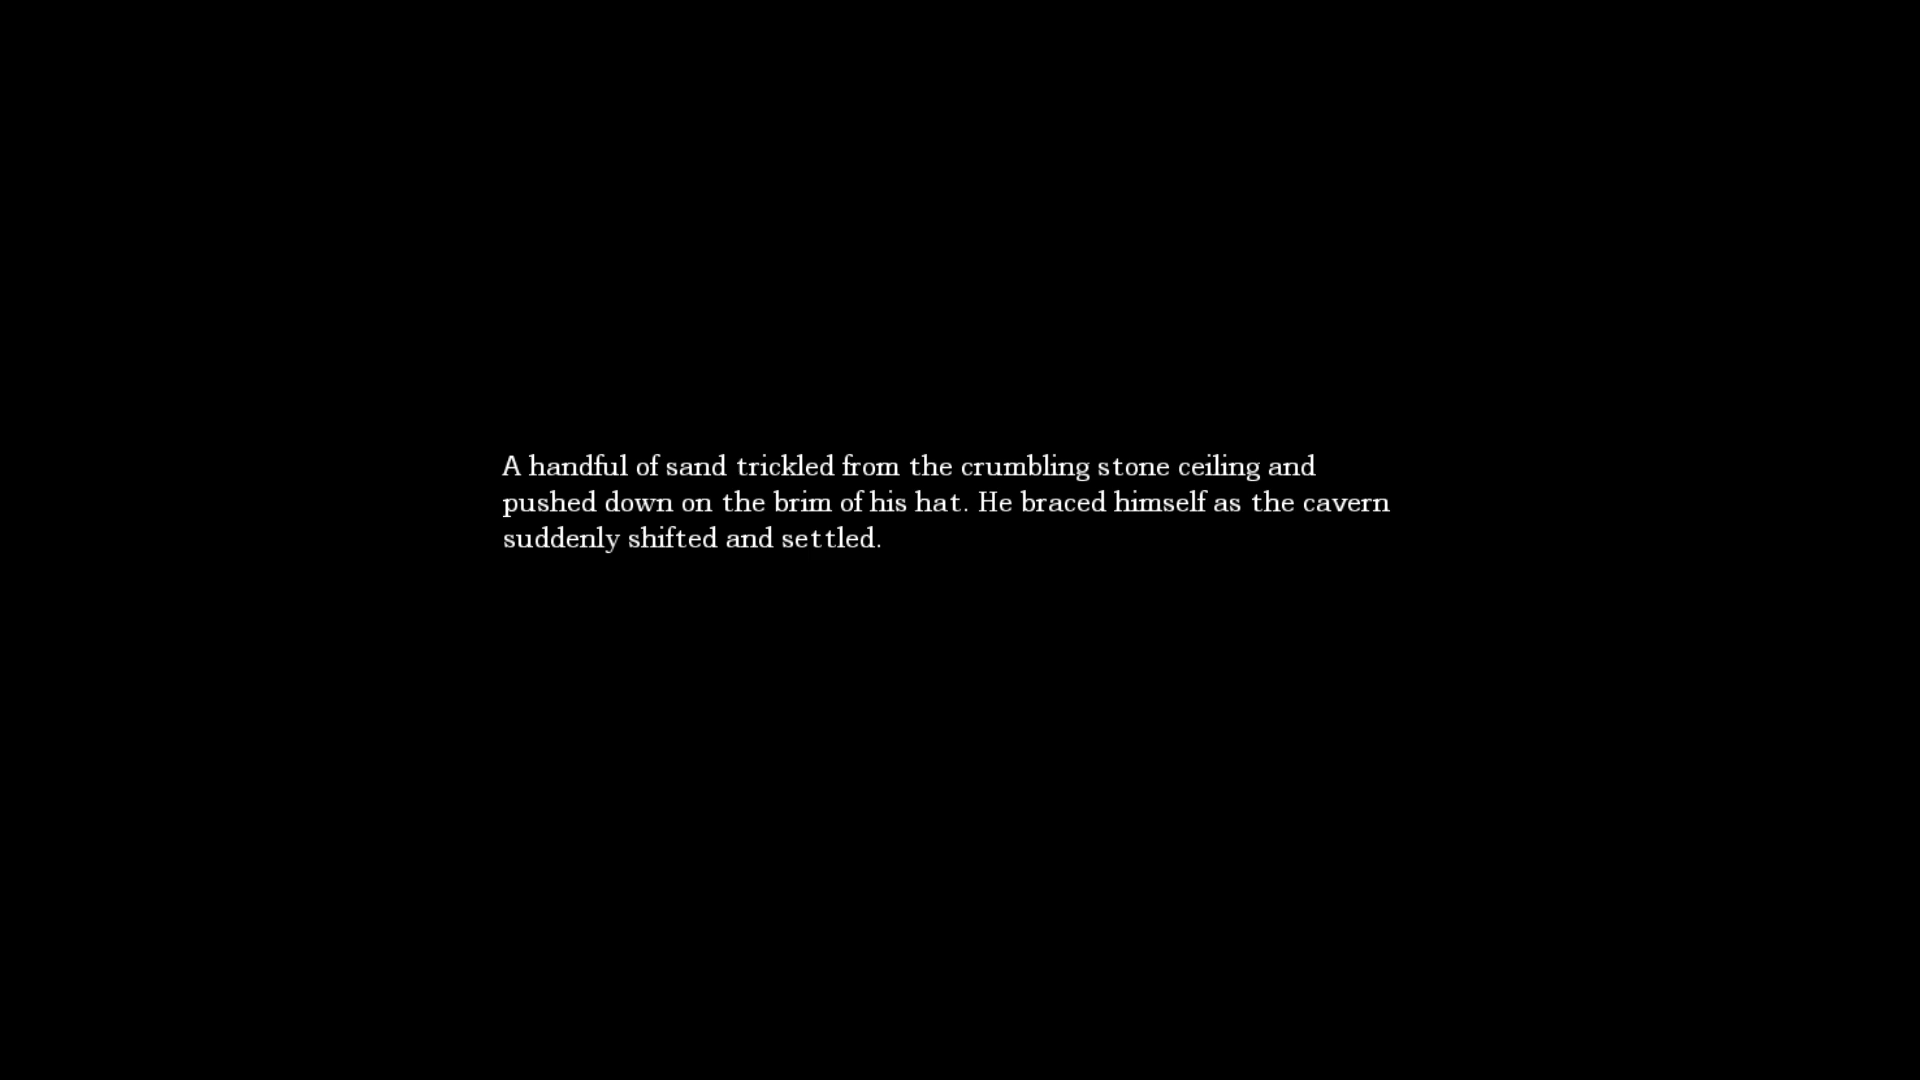 A handful of sand trickled from the crumbling stone ceiling and
pushed down on the brim of his hat. He braced himself as the cavern
suddenly shifted and settled.